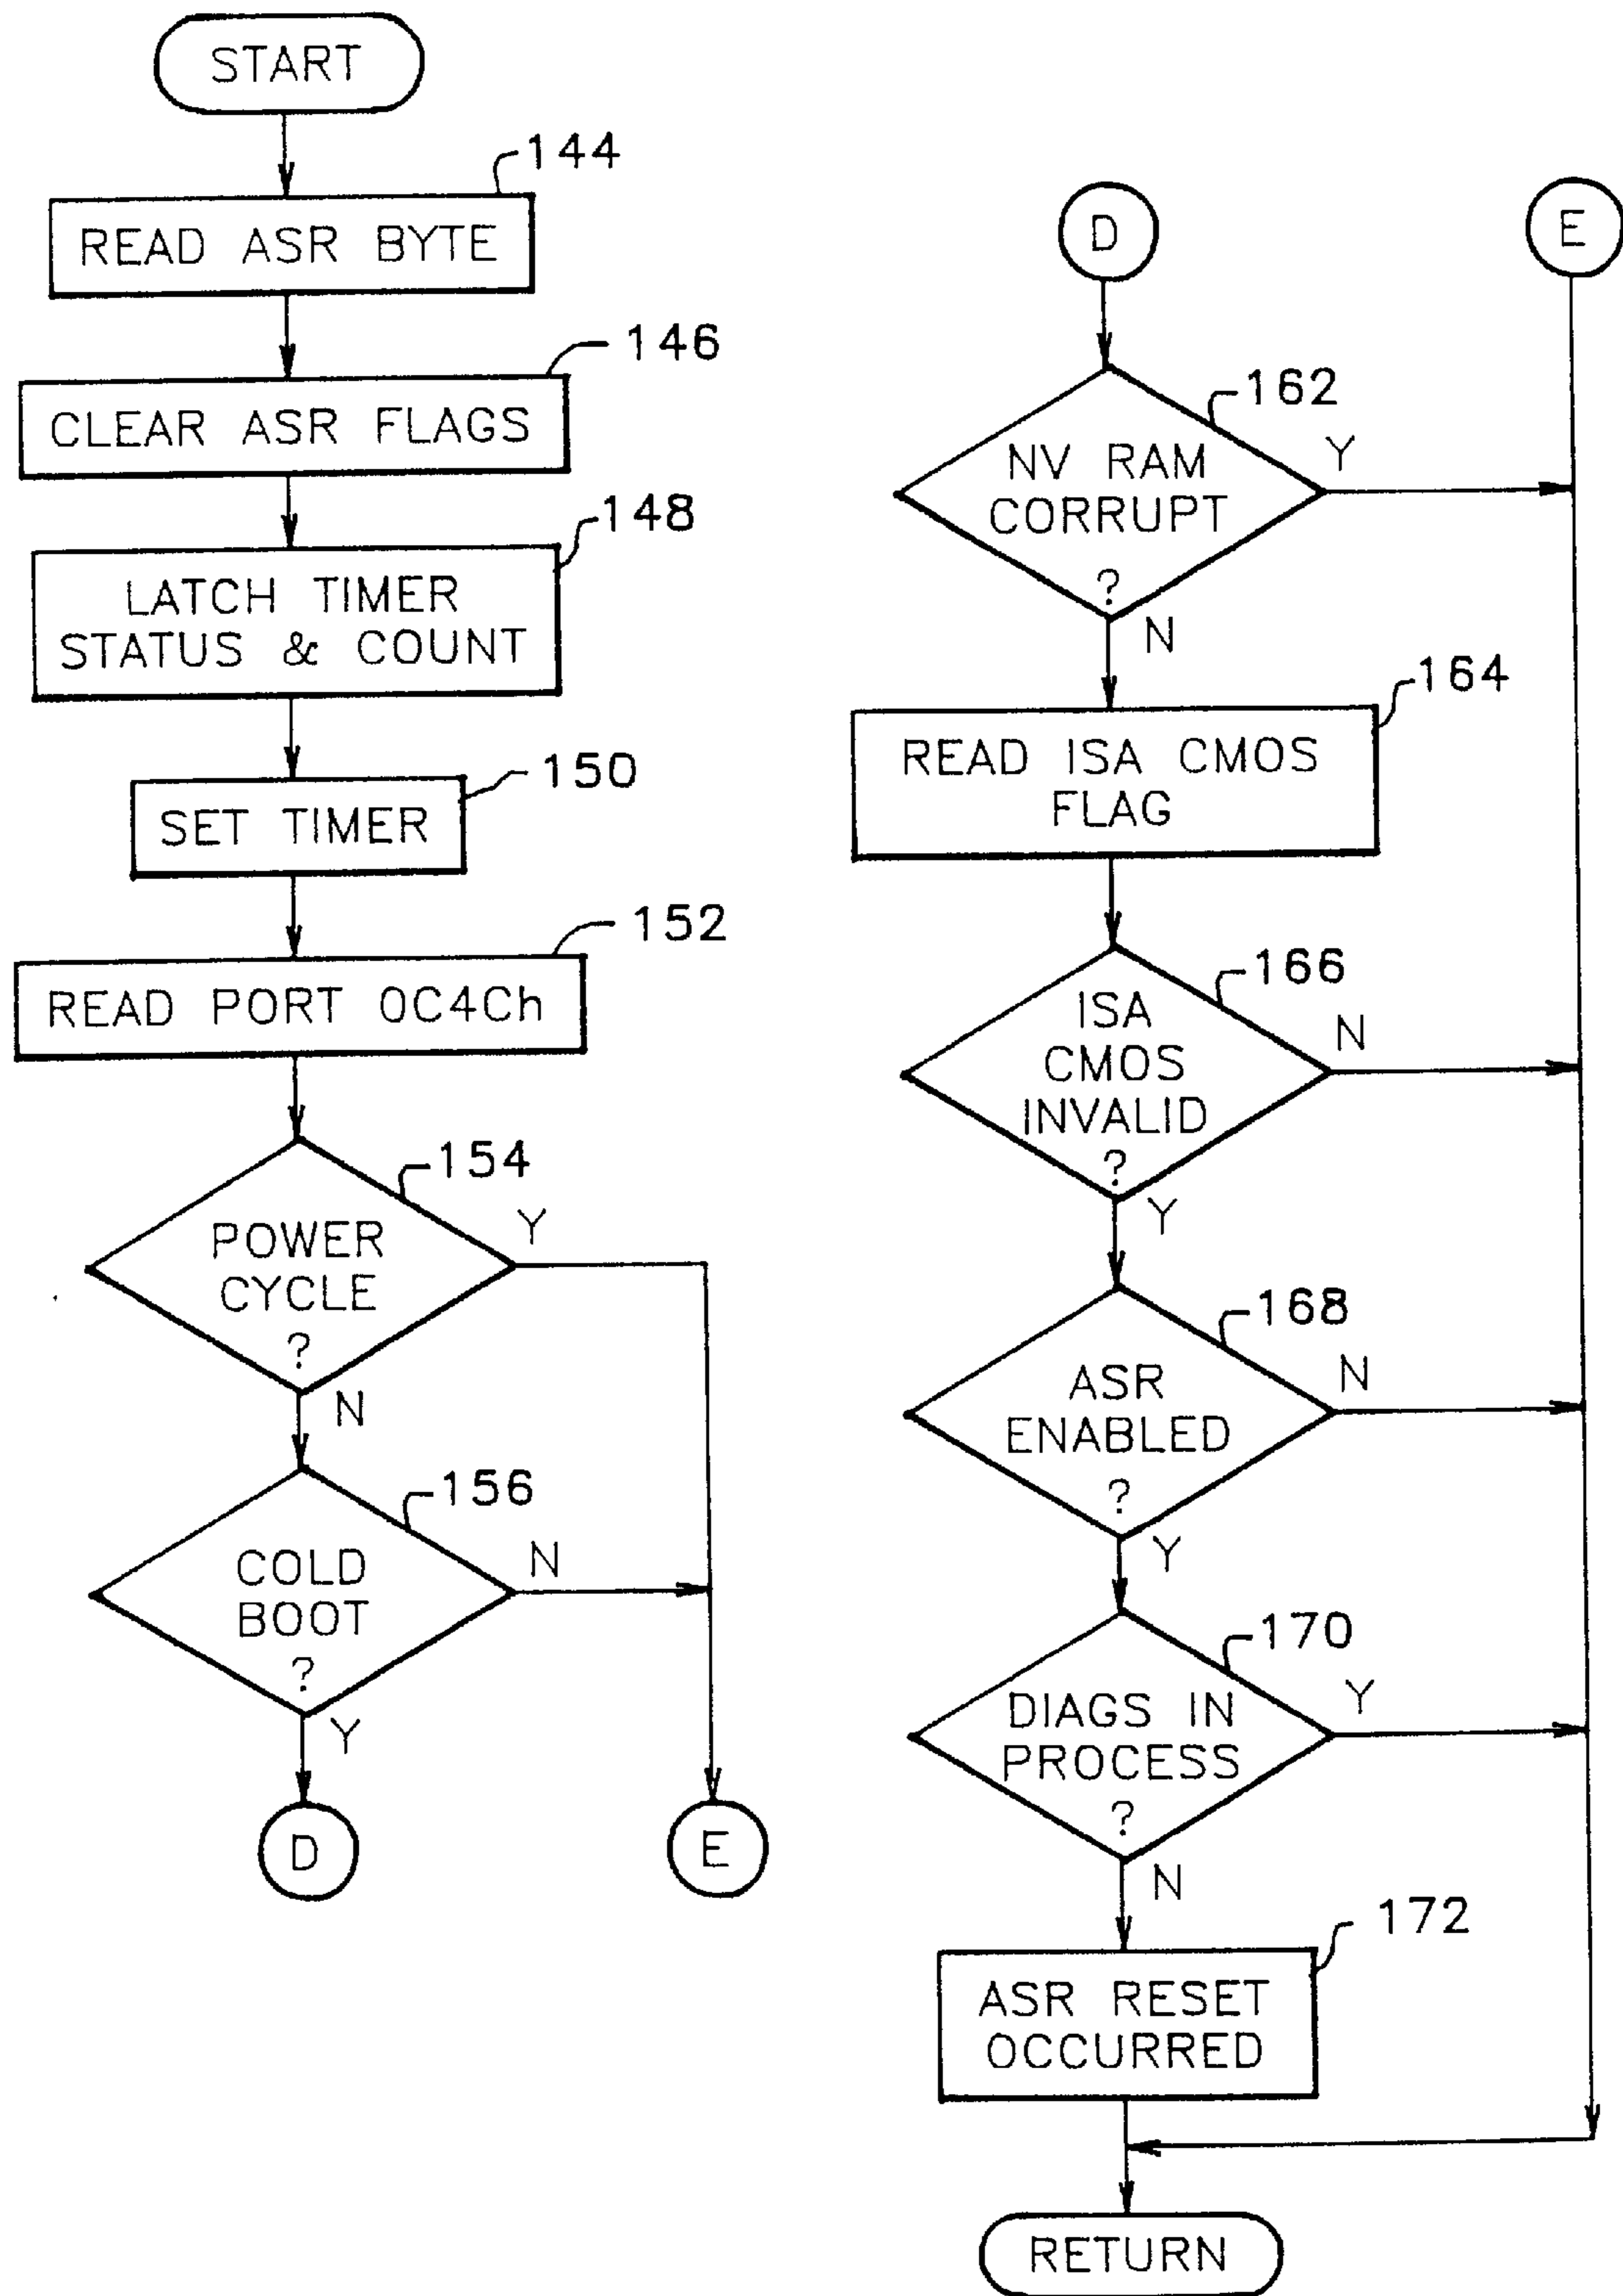 START
144
READ ASR BYTE
146
CLEAR ASR FLAGS
148
LATCH TIMER
STATUS & COUNT
150
SET TIMER
152
READ PORT 0C4Ch
154
POWER
CYCLE
?
Y
N
156
COLD
BOOT
?
N
Y
D
E
D
E
162
NV RAM
CORRUPT
?
Y
N
164
READ ISA CMOS
FLAG
166
ISA
CMOS
INVALID
?
N
Y
168
ASR
ENABLED
?
N
Y
170
DIAGS IN
PROCESS
?
Y
N
172
ASR RESET
OCCURRED
RETURN